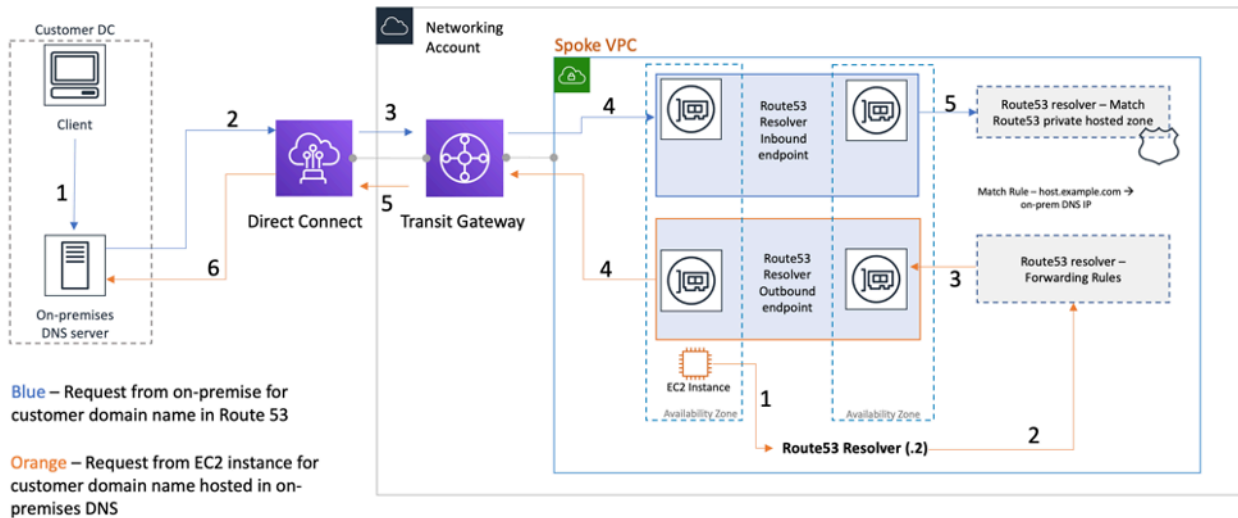 Customer DC
Client
1
On-premises
DNS server
2
6
Direct Connect
3
5
Transit Gateway
Networking
Account
Spoke VPC
4
4
Route53
Resolver
Inbound
endpoint
5
Route53 resolver – Match
Route53 private hosted zone
Match Rule – host.example.com →
on-prem DNS IP
Route53
Resolver
Outbound
endpoint
3
Route53 resolver –
Forwarding Rules
EC2 Instance
1
Availability Zone
Availability Zone
Route53 Resolver (.2)
2
Blue – Request from on-premise for
customer domain name in Route 53
Orange – Request from EC2 instance for
customer domain name hosted in on-
premises DNS